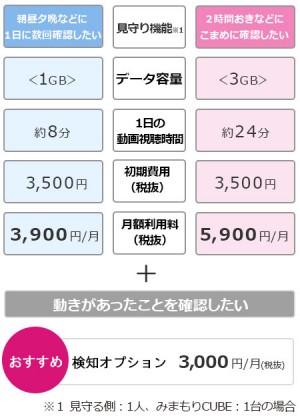 朝昼夕晩などに
1日に数回確認したい
見守り機能※1
２時間おきなどに
こまめに確認したい
<1GB>
データ容量
<3GB>
約8分
1日の
動画視聴時間
約24分
3,500円
初期費用
(税抜)
3,500円
3,900円/月
月額利用料
(税抜)
5,900円/月
+
動きがあったことを確認したい
おすすめ
検知オプション 3,000円/月(税抜)
※１ 見守る側：1人、みまもりCUBE：1台の場合